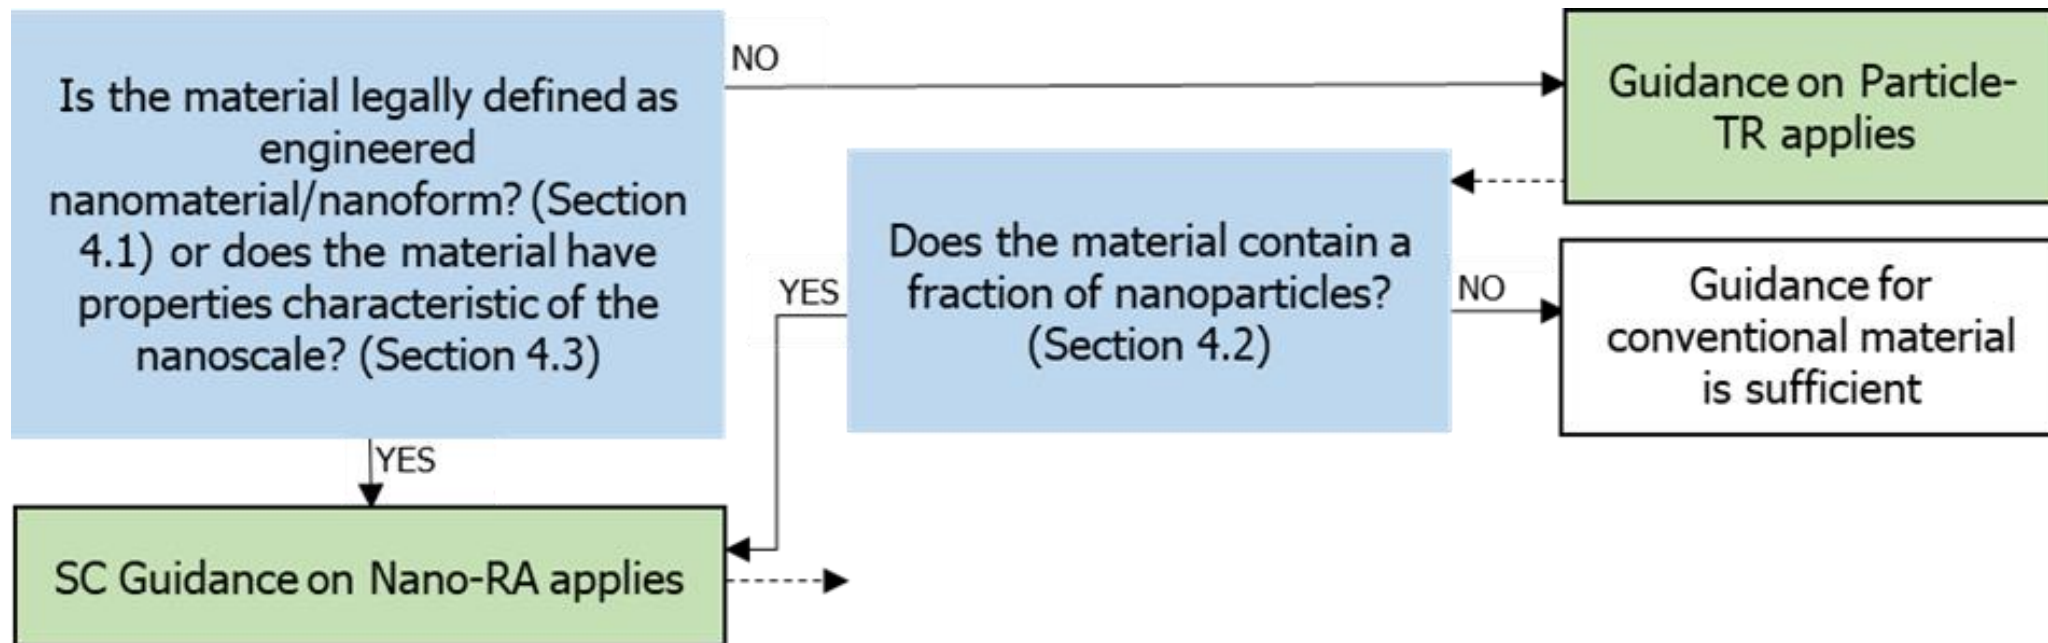 Is the material legally defined as
engineered
nanomaterial/nanoform? (Section
4.1) or does the material have
properties characteristic of the
nanoscale? (Section 4.3)
NO
Guidance on Particle-
TR applies
Does the material contain a
fraction of nanoparticles?
(Section 4.2)
YES
NO
Guidance for
conventional material
is sufficient
YES
SC Guidance on Nano-RA applies